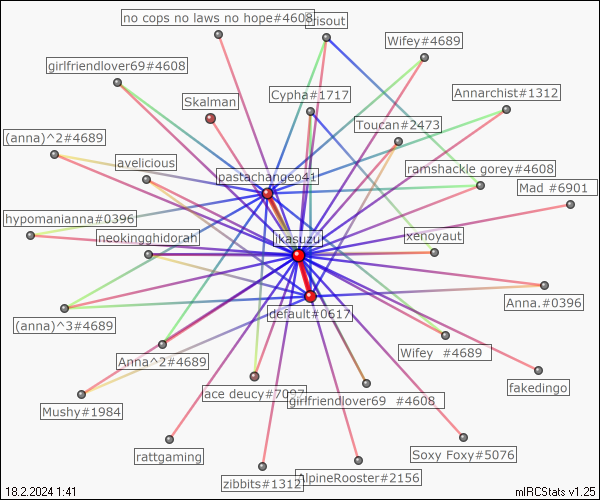 no cops no laws no hope#4608
risout
Wifey#4689
girlfriendlover69#4608
Skalman
Cypha#1717
Annarchist#1312
Toucan#2473
(anna)^2#4689
avelicious
pastachangeo41
ramshackle gorey#4608
Mad #6901
hypomanianna#0396
neokingghidorah
jkasuzu
xenoyaut
Anna.#0396
(anna)^3#4689
default#0617
Anna^2#4689
Wifey #4689
fakedingo
ace deucy#7007
girlfriendlover69 #4608
Mushy#1984
rattgaming
Soxy Foxy#5076
zibbits#1312
AlpineRooster#2156
18.2.2024 1:41
mIRCStats v1.25